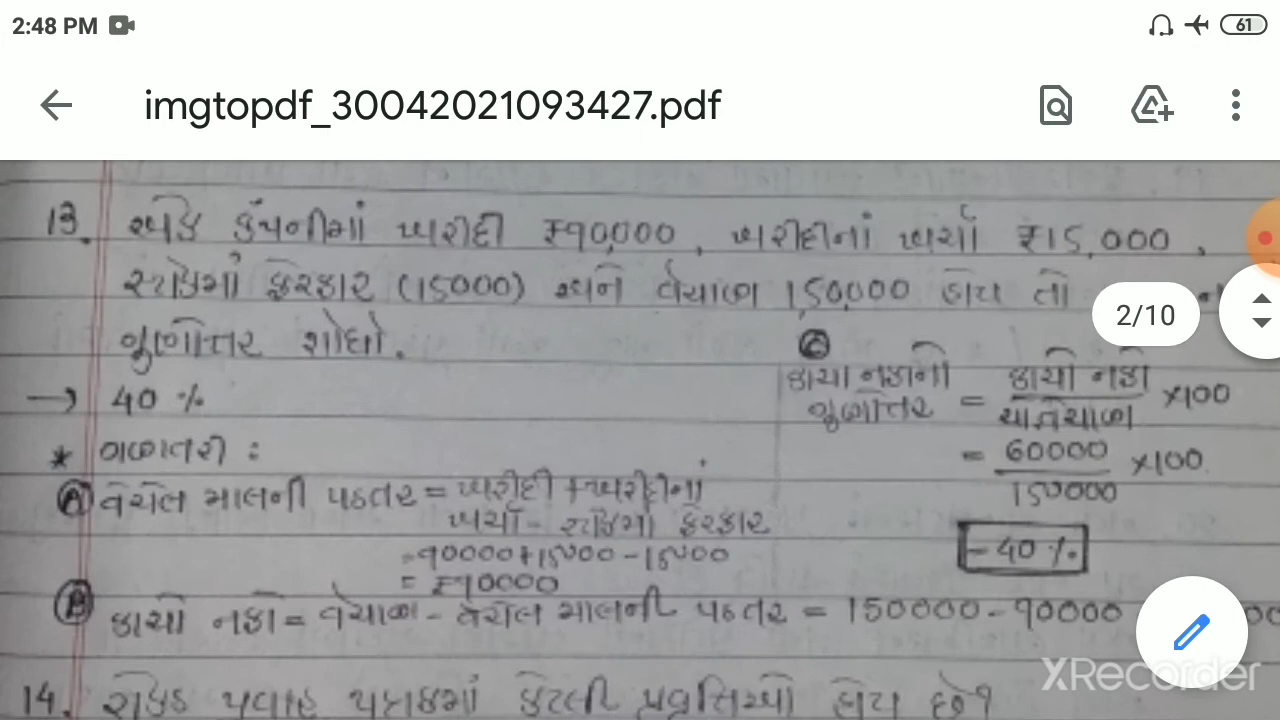 2:48 PM
61
imgtopdf_30042021093427.pdf
13. એક કંપનીમાં ખરીદી ₹90,000, ખરીદીનાં ખર્ચા ₹15,000,
સ્ટોકમાં ફેરફાર (15000) અને વેચાણ 1,50,000 હોય તો
2/10
ગુણોત્તર શોધો.
→ 40 %
* ગણતરી :
Ⓐ વેચેલ માલની પડતર = ખરીદી + ખરીદીનાં
ખર્ચા - સ્ટોકમાં ફેરફાર
= 90000 + 15000 - 15000
= ₹90000
Ⓑ કાચો નફો = વેચાણ - વેચેલ માલની પડતર = 150000 - 90000
Ⓒ
કાચા નફાનો ગુણોત્તર = કાચો નફો / ચો.વેચાણ ×100
= 60000 / 150000 ×100
= 40 %
14. રોકડ પ્રવાહ પત્રકમાં કેટલી પ્રવૃત્તિઓ હોય છે?
XRecorder